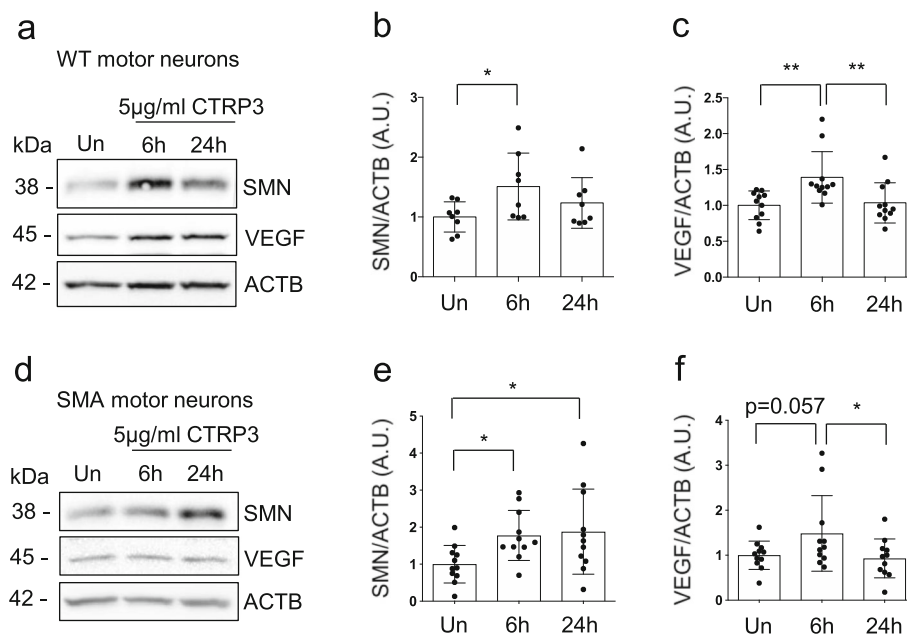 a
WT motor neurons
5µg/ml CTRP3
kDa Un 6h 24h
38 - SMN
45 - VEGF
42 - ACTB
b
*
SMN/ACTB (A.U.)
3
2
1
0
Un 6h 24h
c
** **
VEGF/ACTB (A.U.)
2.5
2.0
1.5
1.0
0.5
0.0
Un 6h 24h
d
SMA motor neurons
5µg/ml CTRP3
kDa Un 6h 24h
38 - SMN
45 - VEGF
42 - ACTB
e
*
*
SMN/ACTB (A.U.)
5
4
3
2
1
0
Un 6h 24h
f
p=0.057 *
VEGF/ACTB (A.U.)
4
3
2
1
0
Un 6h 24h